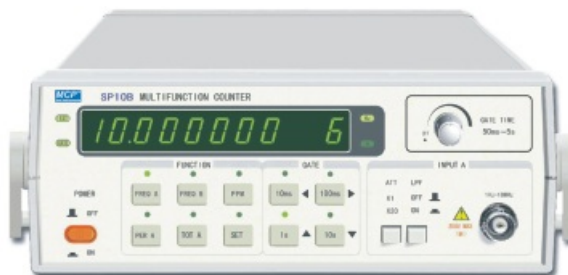 MCP
SP10B MULTIFUNCTION COUNTER
10.000000 6
GATE TIME
50ms-5s
FUNCTION
GATE
INPUT A
POWER
OFF
ON
FREQ A
FREQ B
PPM
10ms
100ms
PER A
TOT A
SET
1s
10s
ATT LPF
X1 OFF
X20 ON